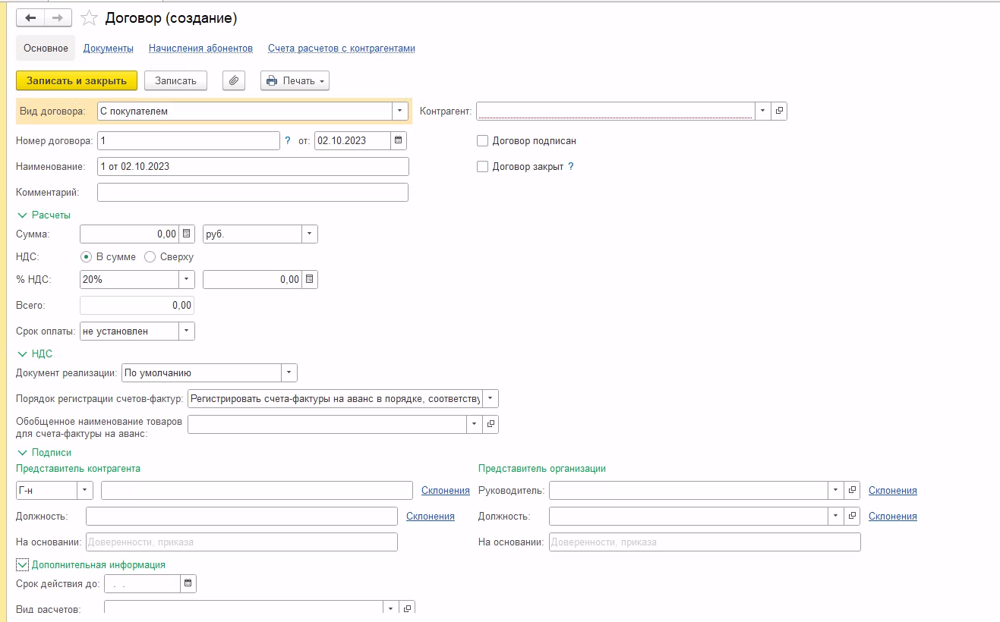 Договор (создание)
Основное Документы Начисления абонентов Счета расчетов с контрагентами
Записать и закрыть Записать Печать
Вид договора: С покупателем Контрагент:
Номер договора: 1 ? от: 02.10.2023 Договор подписан
Наименование: 1 от 02.10.2023 Договор закрыт ?
Комментарий:
Расчеты
Сумма: 0,00 руб.
НДС: В сумме Сверху
% НДС: 20% 0,00
Всего: 0,00
Срок оплаты: не установлен
НДС
Документ реализации: По умолчанию
Порядок регистрации счетов-фактур: Регистрировать счета-фактуры на аванс в порядке, соответству
Обобщенное наименование товаров
для счета-фактуры на аванс:
Подписи
Представитель контрагента Представитель организации
Г-н Склонения Руководитель: Склонения
Должность: Склонения Должность: Склонения
На основании: Доверенности, приказа На основании: Доверенности, приказа
Дополнительная информация
Срок действия до: . .
Вид расчетов: